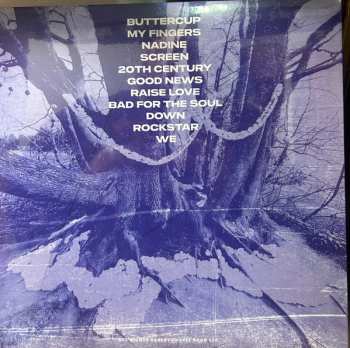 BUTTERCUP
MY FINGERS
NADINE
SCREEN
20TH CENTURY
GOOD NEWS
RAISE LOVE
BAD FOR THE SOUL
DOWN
ROCKSTAR
WE